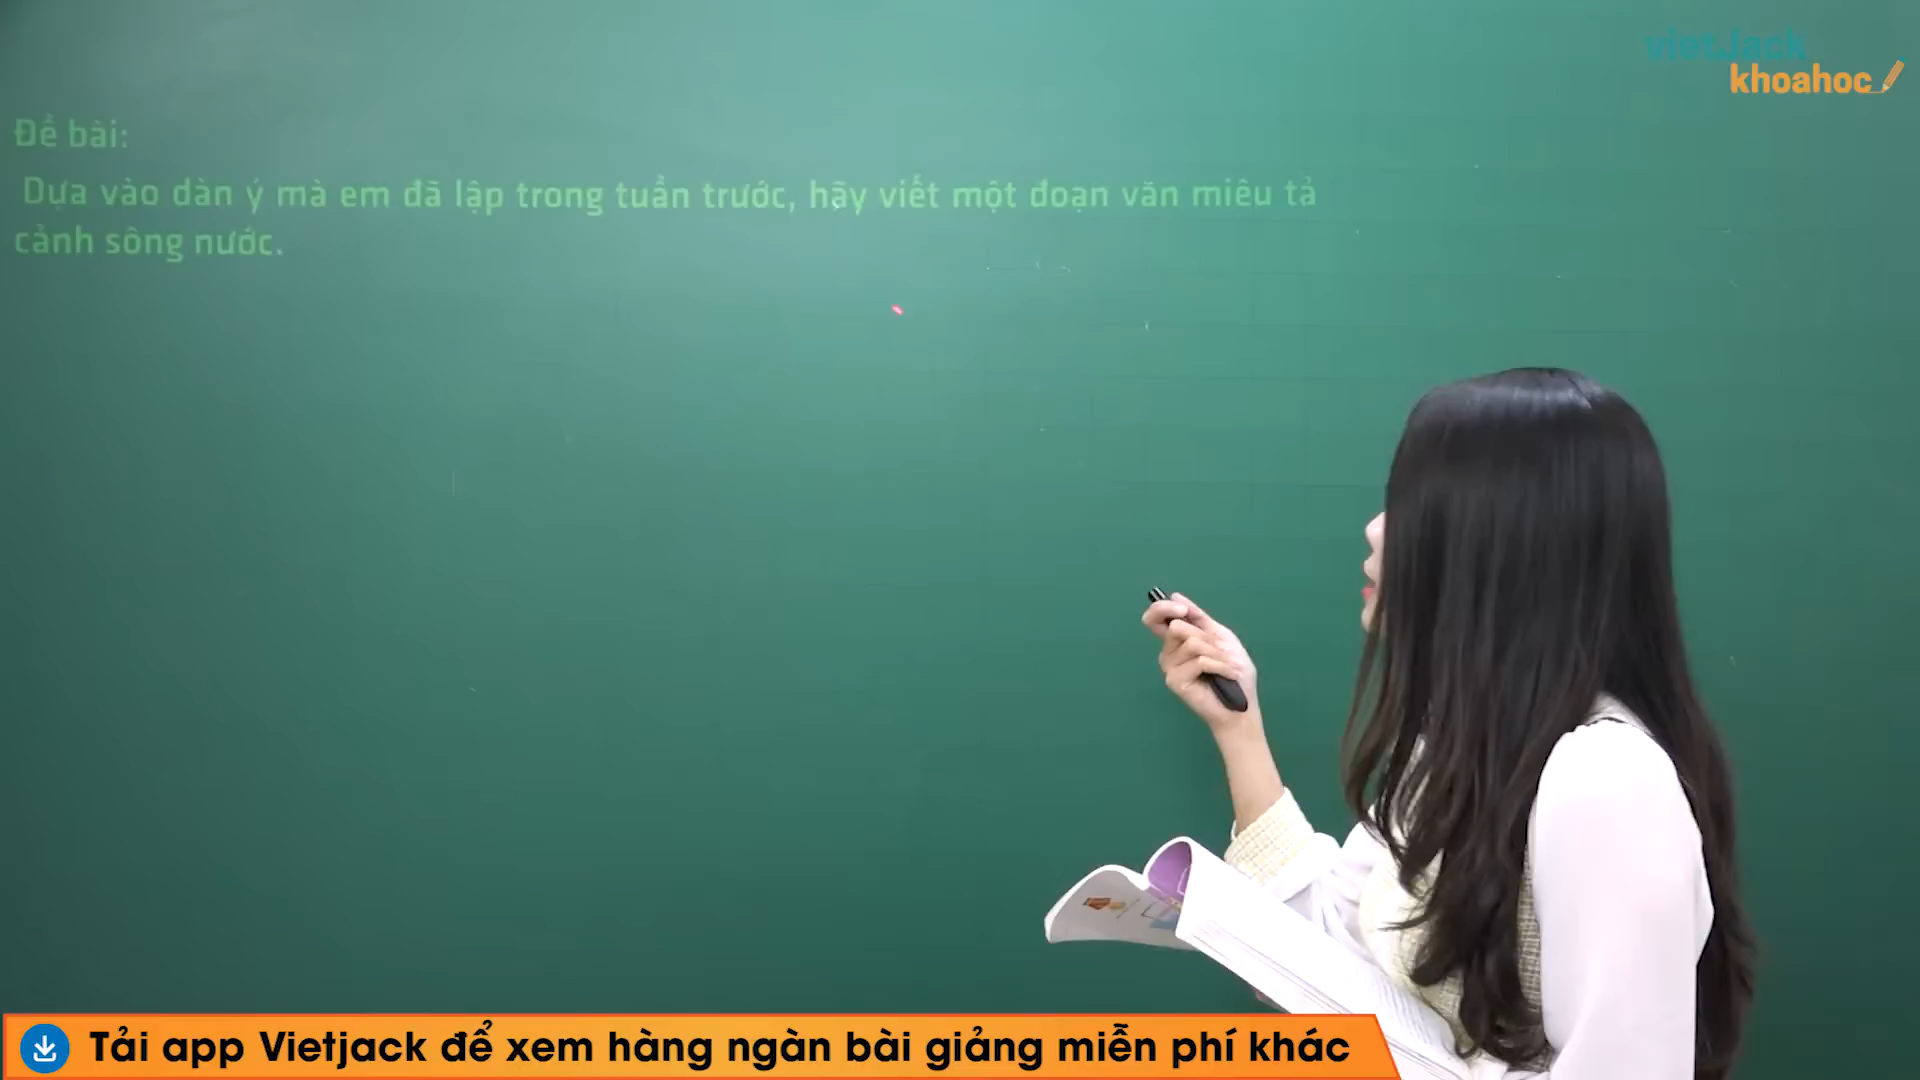 vietJack
khoahoc
Đề bài:
Dựa vào dàn ý mà em đã lập trong tuần trước, hãy viết một đoạn văn miêu tả
cảnh sông nước.
Tải app Vietjack để xem hàng ngàn bài giảng miễn phí khác